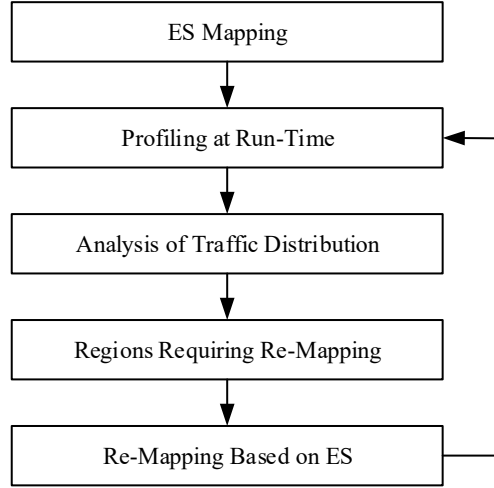 ES Mapping
Profiling at Run-Time
Analysis of Traffic Distribution
Regions Requiring Re-Mapping
Re-Mapping Based on ES